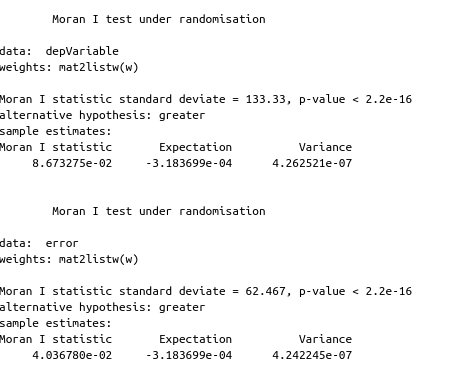 Moran I test under randomisation
data:  depVariable
weights: mat2listw(w)
Moran I statistic standard deviate = 133.33, p-value < 2.2e-16
alternative hypothesis: greater
sample estimates:
Moran I statistic       Expectation          Variance
8.673275e-02     -3.183699e-04      4.262521e-07
Moran I test under randomisation
data:  error
weights: mat2listw(w)
Moran I statistic standard deviate = 62.467, p-value < 2.2e-16
alternative hypothesis: greater
sample estimates:
Moran I statistic       Expectation          Variance
4.036780e-02     -3.183699e-04      4.242245e-07